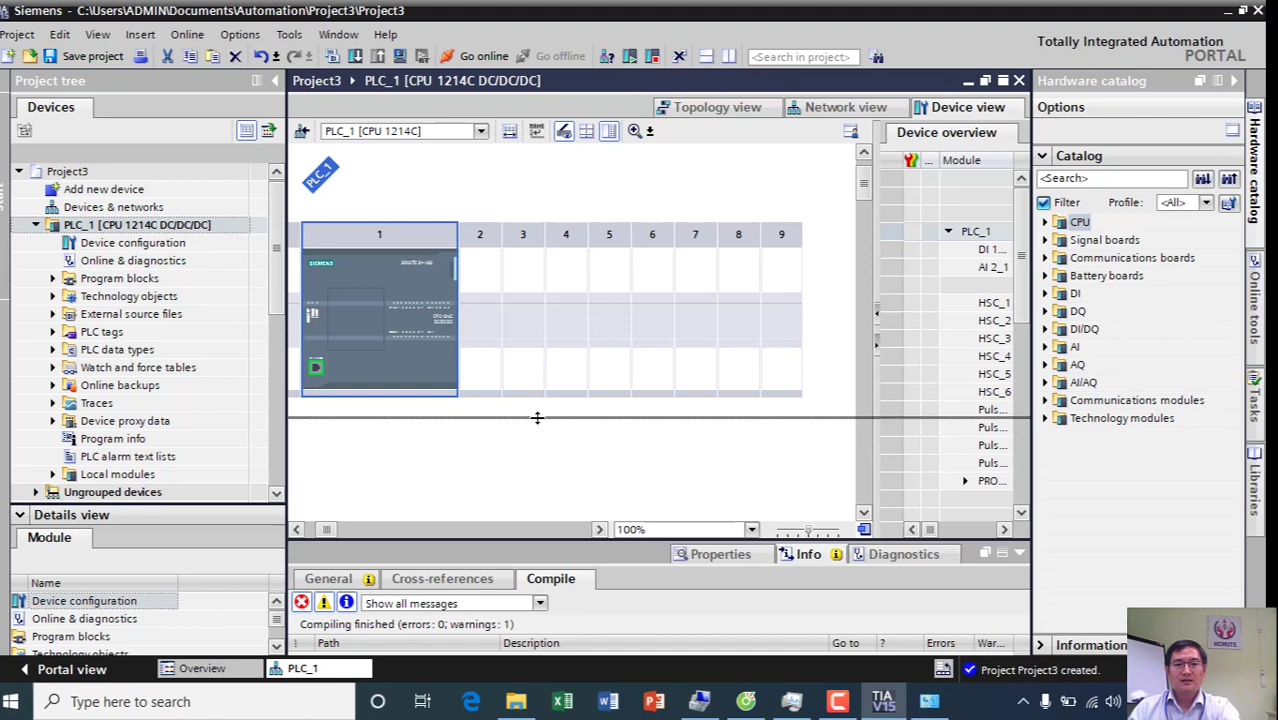 Siemens - C:\Users\ADMIN\Documents\Automation\Project3\Project3
Project Edit View Insert Online Options Tools Window Help
Totally Integrated Automation
PORTAL
Save project Go online Go offline <Search in project>
Project tree
Devices
Project3
Add new device
Devices & networks
PLC_1 [CPU 1214C DC/DC/DC]
Device configuration
Online & diagnostics
Program blocks
Technology objects
External source files
PLC tags
PLC data types
Watch and force tables
Online backups
Traces
Device proxy data
Program info
PLC alarm text lists
Local modules
Ungrouped devices
Details view
Module
Name
Device configuration
Online & diagnostics
Program blocks
Project3 PLC_1 [CPU 1214C DC/DC/DC]
Topology view Network view Device view
PLC_1 [CPU 1214C]
100%
PLC_1
1 2 3 4 5 6 7 8 9
SIEMENS
Device overview
... Module
PLC_1
DI 1...
AI 2_1
HSC_1
HSC_2
HSC_3
HSC_4
HSC_5
HSC_6
Puls...
Puls...
Puls...
Puls...
PRO...
100%
Properties Info Diagnostics
General Cross-references Compile
Show all messages
Compiling finished (errors: 0; warnings: 1)
! Path Description Go to ? Errors War...
Hardware catalog
Options
Catalog
<Search>
Filter Profile: <All>
CPU
Signal boards
Communications boards
Battery boards
DI
DQ
DI/DQ
AI
AQ
AI/AQ
Communications modules
Technology modules
Information
Hardware catalog
Online tools
Tasks
Libraries
Portal view Overview PLC_1 Project Project3 created.
Type here to search
TIA
V15
HCMUTE